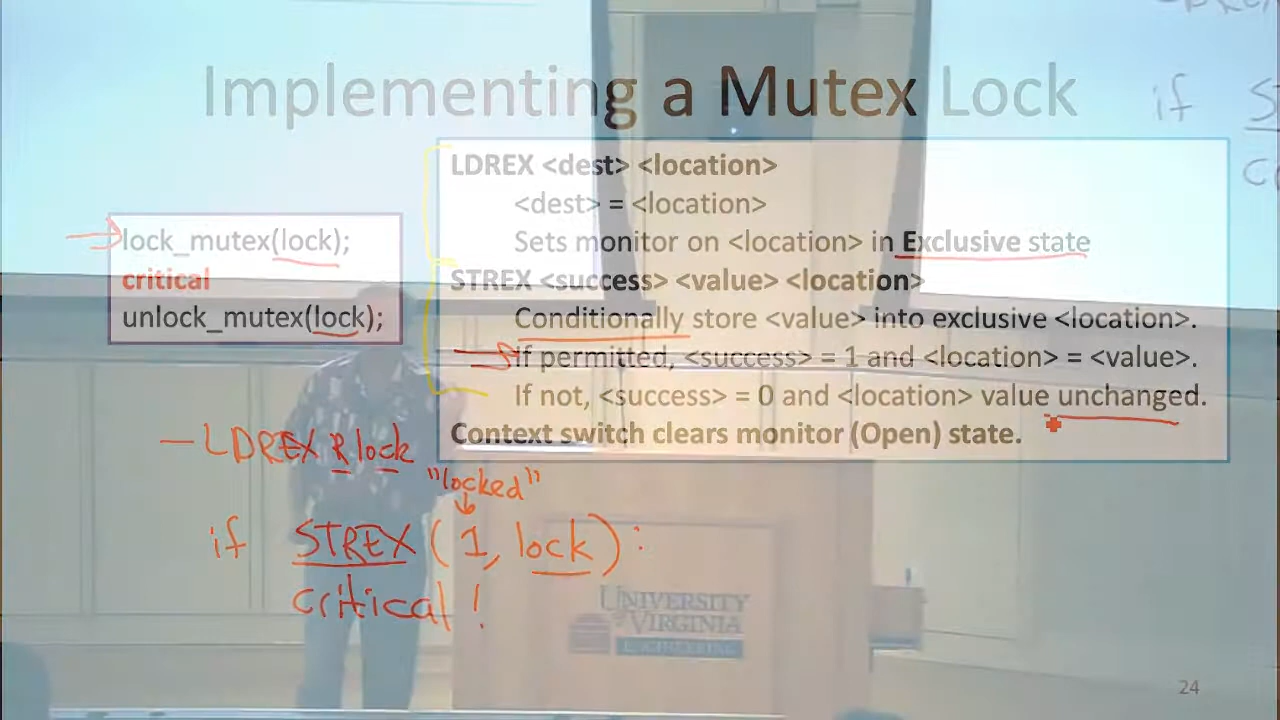 Implementing a Mutex Lock
LDREX <dest> <location>
<dest> = <location>
Sets monitor on <location> in Exclusive state
STREX <success> <value> <location>
Conditionally store <value> into exclusive <location>.
If permitted, <success> = 1 and <location> = <value>.
If not, <success> = 0 and <location> value unchanged.
Context switch clears monitor (Open) state.
lock_mutex(lock);
critical
unlock_mutex(lock);
— LDREX R lock
"locked"
if STREX (1, lock):
critical!
if
UNIVERSITY
of VIRGINIA
ENGINEERING
24